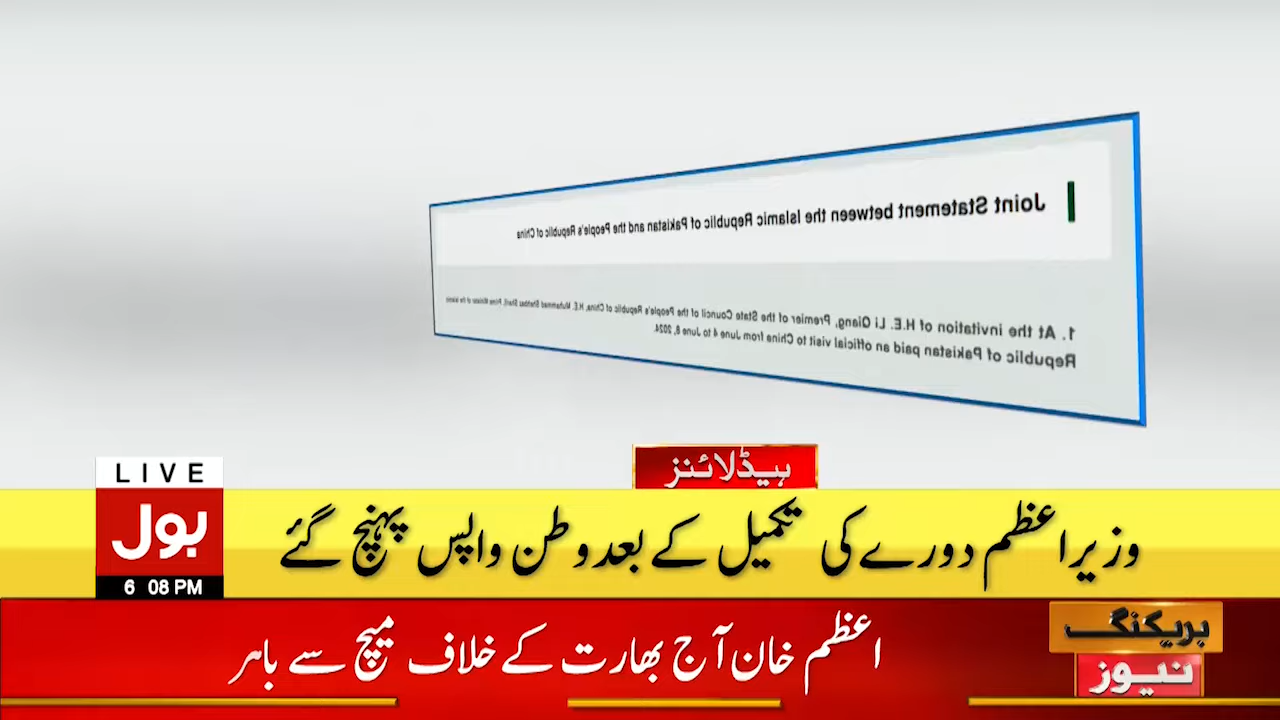 Joint Statement between the Islamic Republic of Pakistan and the People's Republic of China
1. At the invitation of H.E. Li Qiang, Premier of the State Council of the People's Republic of China, H.E. Muhammad Shehbaz Sharif, Prime Minister of the Islamic
Republic of Pakistan paid an official visit to China from June 4 to June 8, 2024.
ہیڈلائنز
LIVE
بول
6 08 PM
وزیراعظم دورے کی تکمیل کے بعد وطن واپس پہنچ گئے
بریکنگ
نیوز
اعظم خان آج بھارت کے خلاف میچ سے باہر